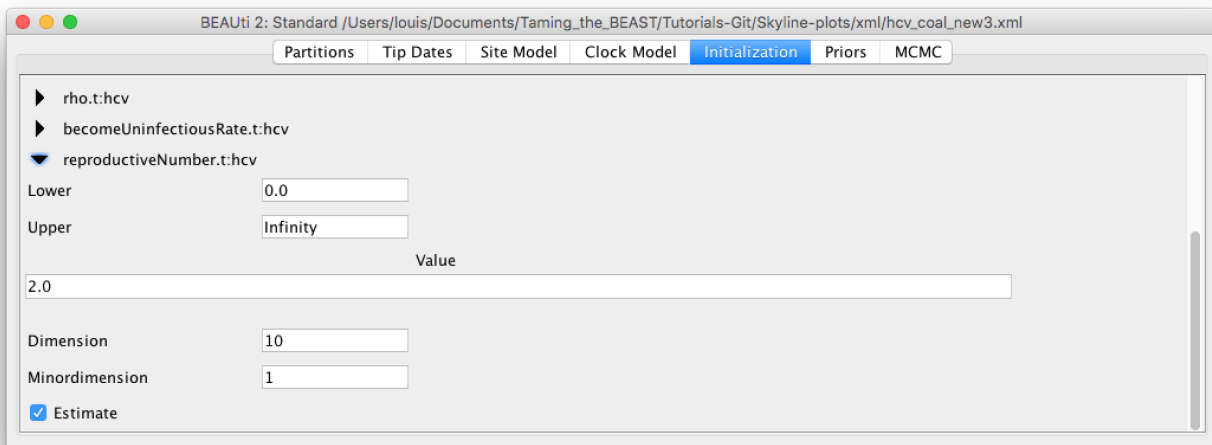 BEAUti 2: Standard /Users/louis/Documents/Taming_the_BEAST/Tutorials-Git/Skyline-plots/xml/hcv_coal_new3.xml
Partitions Tip Dates Site Model Clock Model Initialization Priors MCMC
rho.t:hcv
becomeUninfectiousRate.t:hcv
reproductiveNumber.t:hcv
Lower 0.0
Upper Infinity
Value
2.0
Dimension 10
Minordimension 1
Estimate